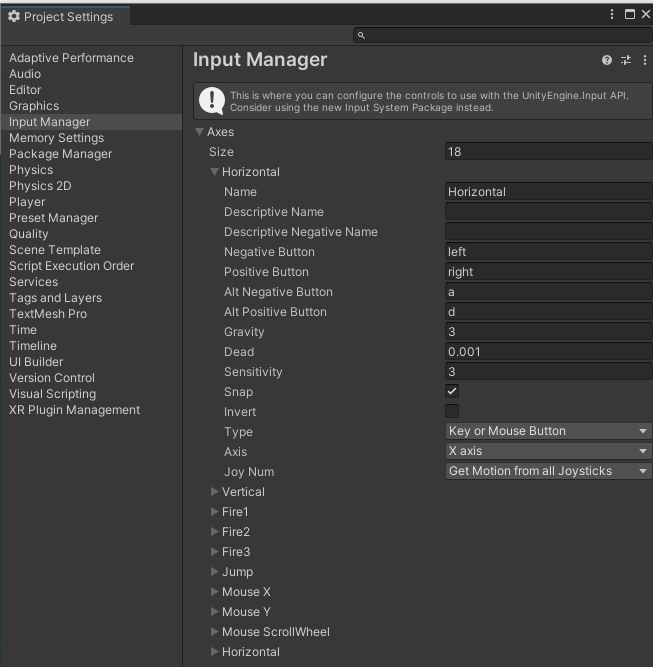 Project Settings
Adaptive Performance
Audio
Editor
Graphics
Input Manager
Memory Settings
Package Manager
Physics
Physics 2D
Player
Preset Manager
Quality
Scene Template
Script Execution Order
Services
Tags and Layers
TextMesh Pro
Time
Timeline
UI Builder
Version Control
Visual Scripting
XR Plugin Management
Input Manager
This is where you can configure the controls to use with the UnityEngine.Input API.
Consider using the new Input System Package instead.
Axes
Size 18
Horizontal
Name Horizontal
Descriptive Name
Descriptive Negative Name
Negative Button left
Positive Button right
Alt Negative Button a
Alt Positive Button d
Gravity 3
Dead 0.001
Sensitivity 3
Snap
Invert
Type Key or Mouse Button
Axis X axis
Joy Num Get Motion from all Joysticks
Vertical
Fire1
Fire2
Fire3
Jump
Mouse X
Mouse Y
Mouse ScrollWheel
Horizontal